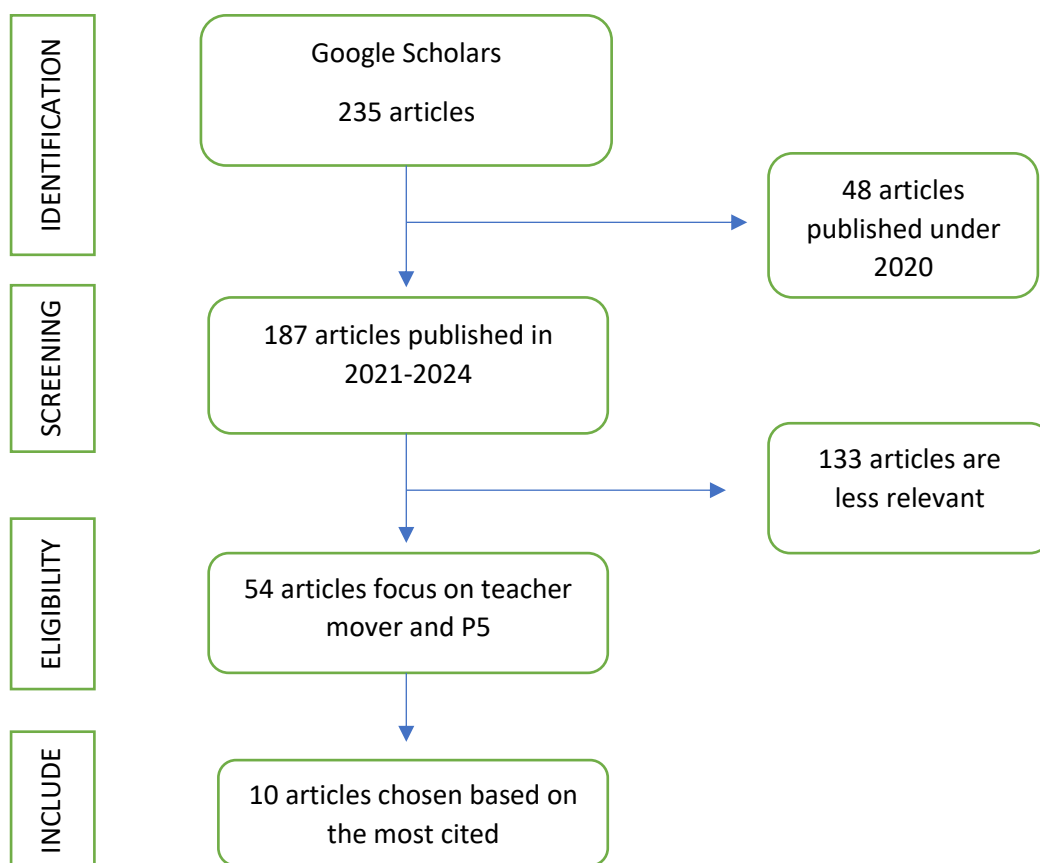 IDENTIFICATION
Google Scholars
235 articles
48 articles
published under
2020
SCREENING
187 articles published in
2021-2024
133 articles are
less relevant
ELIGIBILITY
54 articles focus on teacher
mover and P5
INCLUDE
10 articles chosen based on
the most cited